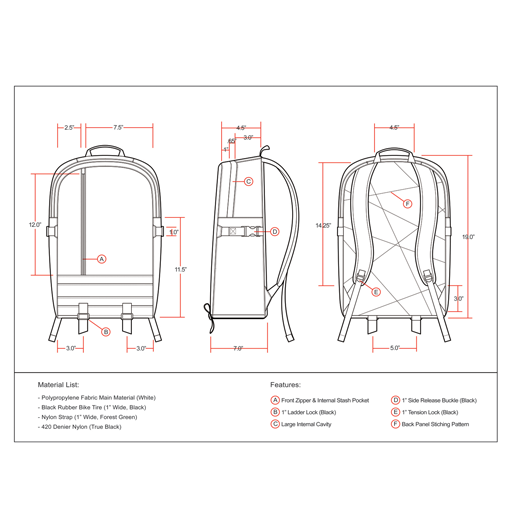 2.5" 7.5" 4.5" 3.0" .65 1" 4.5"
12.0" 1.0" 11.5" A B
3.0" 3.0"
C D
7.0"
14.25" 19.0" 3.0" F E
5.0"
Material List:
- Polypropylene Fabric Main Material (White)
- Black Rubber Bike Tire (1" Wide, Black)
- Nylon Strap (1" Wide, Forest Green)
- 420 Denier Nylon (True Black)
Features:
A Front Zipper & Internal Stash Pocket
B 1" Ladder Lock (Black)
C Large Internal Cavity
D 1" Side Release Buckle (Black)
E 1" Tension Lock (Black)
F Back Panel Stiching Pattern